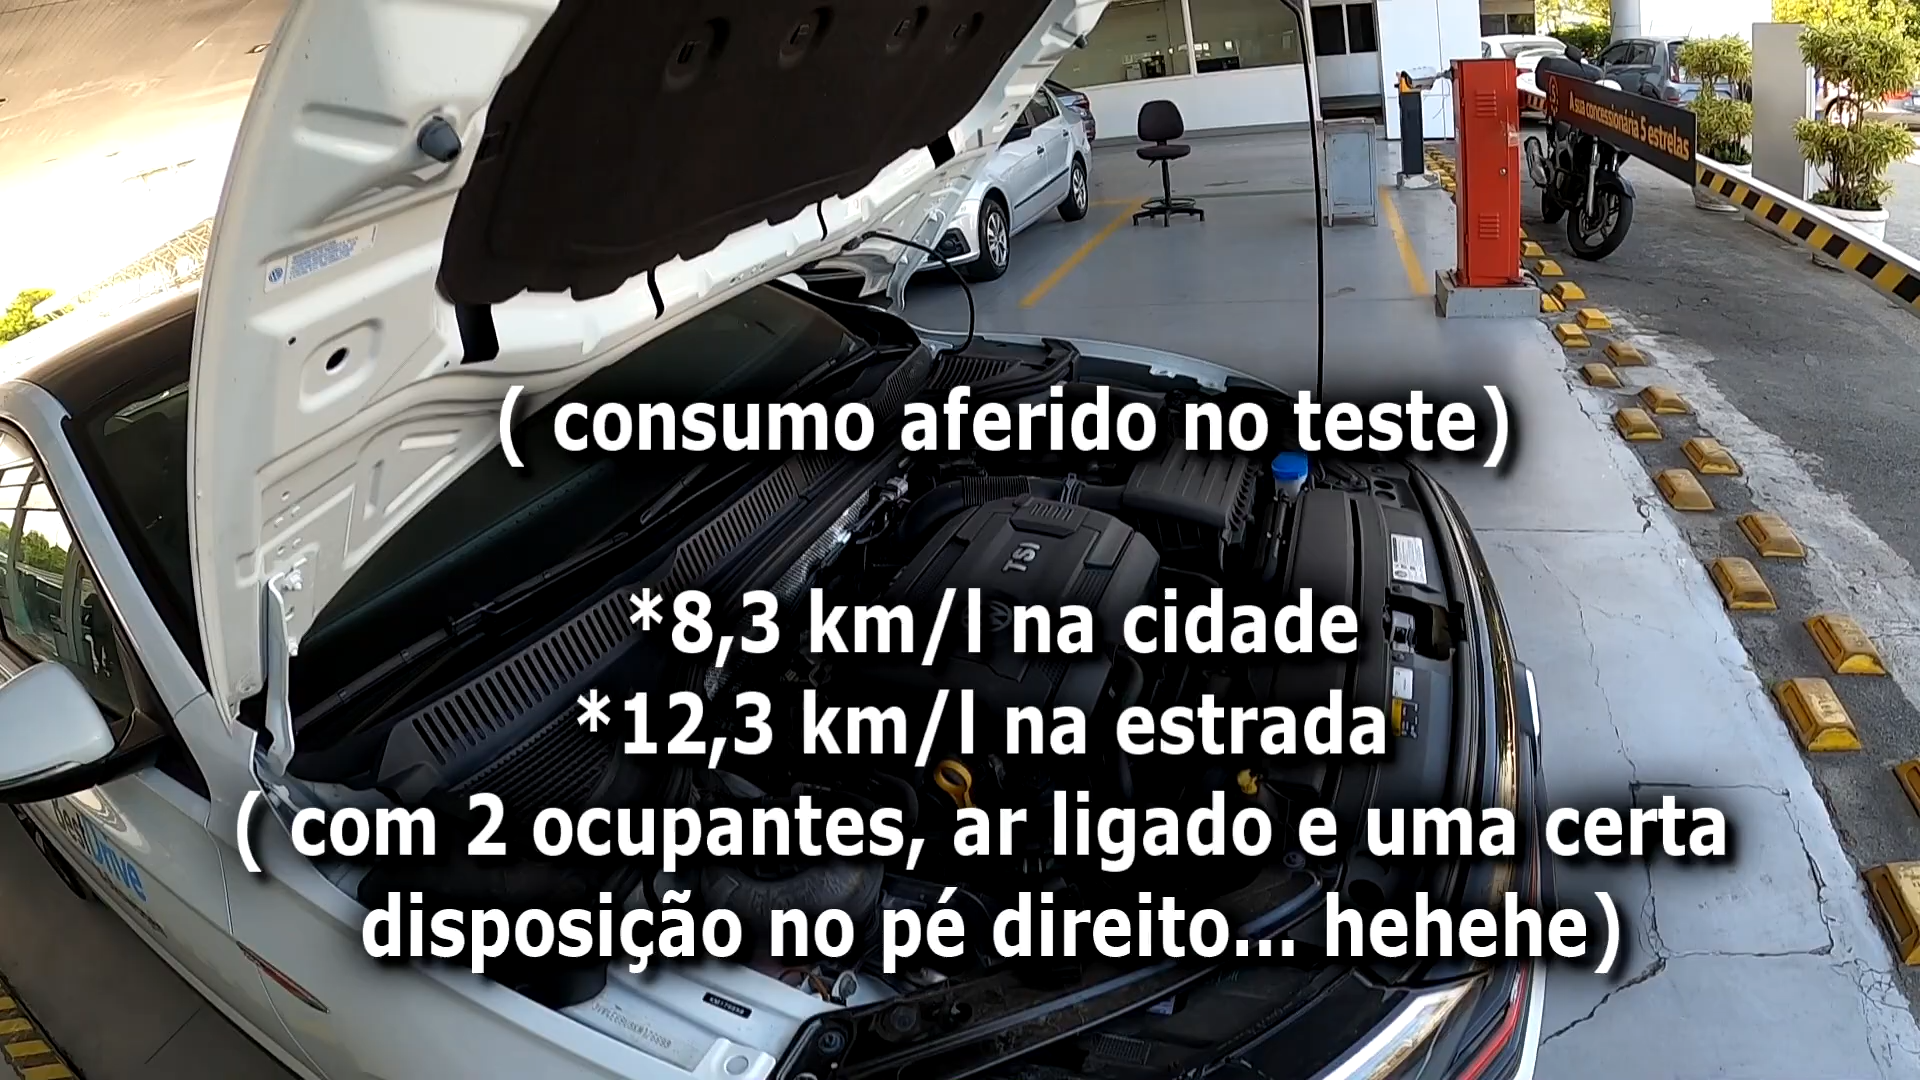 A sua concessionária 5 estrelas
( consumo aferido no teste)
TSI
*8,3 km/l na cidade
*12,3 km/l na estrada
( com 2 ocupantes, ar ligado e uma certa
disposição no pé direito... hehehe)
Drive